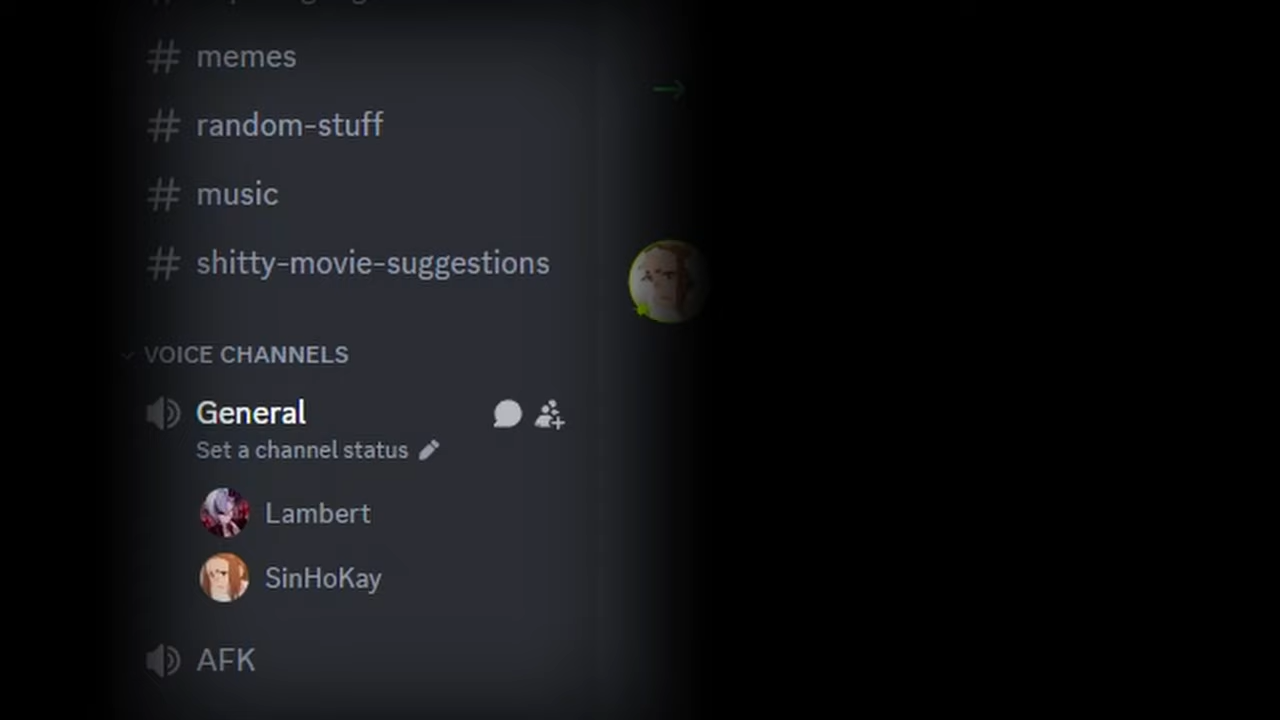 # memes
# random-stuff
# music
# shitty-movie-suggestions
VOICE CHANNELS
General
Set a channel status
Lambert
SinHoKay
AFK